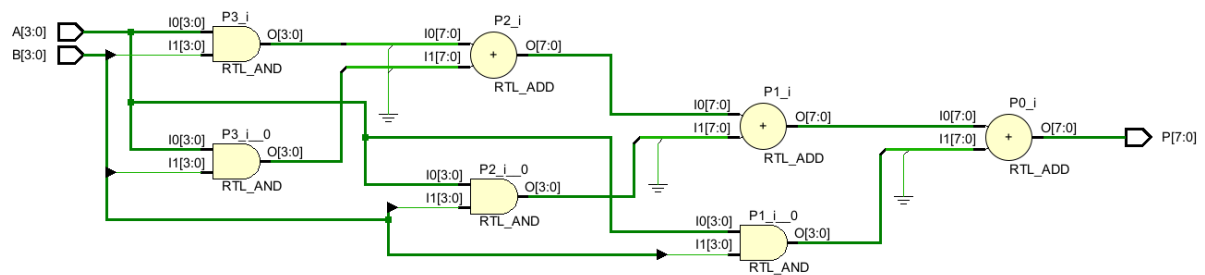 P3_i
I0[3:0]
I1[3:0]
O[3:0]
RTL_AND
P2_i
I0[7:0]
I1[7:0]
O[7:0]
RTL_ADD
A[3:0]
B[3:0]
P3_i__0
I0[3:0]
I1[3:0]
O[3:0]
RTL_AND
P2_i__0
I0[3:0]
I1[3:0]
O[3:0]
RTL_AND
P1_i
I0[7:0]
I1[7:0]
O[7:0]
RTL_ADD
P1_i__0
I0[3:0]
I1[3:0]
O[3:0]
RTL_AND
P0_i
I0[7:0]
I1[7:0]
O[7:0]
RTL_ADD
P[7:0]
+
+
+